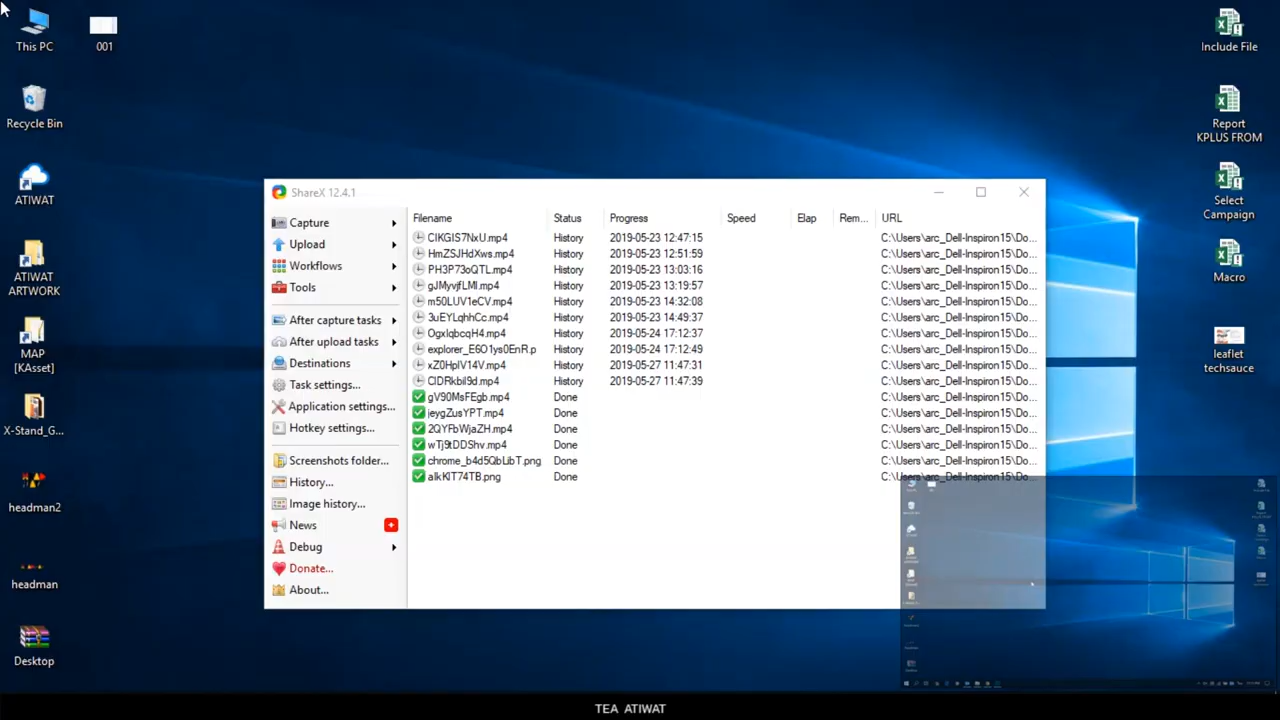 This PC
001
Recycle Bin
ATIWAT
ATIWAT
ARTWORK
MAP
[KAsset]
X-Stand_G...
headman2
headman
Desktop
ShareX 12.4.1
Capture
Upload
Workflows
Tools
After capture tasks
After upload tasks
Destinations
Task settings...
Application settings...
Hotkey settings...
Screenshots folder...
History...
Image history...
News
Debug
Donate...
About...
Filename Status Progress Speed Elap Rem... URL
CIKGIS7NxU.mp4 History 2019-05-23 12:47:15 C:\Users\arc_Dell-Inspiron15\Do...
HmZSJHdXws.mp4 History 2019-05-23 12:51:59 C:\Users\arc_Dell-Inspiron15\Do...
PH3P73oQTL.mp4 History 2019-05-23 13:03:16 C:\Users\arc_Dell-Inspiron15\Do...
gJMyvjfLMI.mp4 History 2019-05-23 13:19:57 C:\Users\arc_Dell-Inspiron15\Do...
m50LUV1eCV.mp4 History 2019-05-23 14:32:08 C:\Users\arc_Dell-Inspiron15\Do...
3uEYLqhhCc.mp4 History 2019-05-23 14:49:37 C:\Users\arc_Dell-Inspiron15\Do...
OgxlqbcqH4.mp4 History 2019-05-24 17:12:37 C:\Users\arc_Dell-Inspiron15\Do...
explorer_E6O1ys0EnR.p History 2019-05-24 17:12:49 C:\Users\arc_Dell-Inspiron15\Do...
xZ0HpIV14V.mp4 History 2019-05-27 11:47:31 C:\Users\arc_Dell-Inspiron15\Do...
CIDRkbil9d.mp4 History 2019-05-27 11:47:39 C:\Users\arc_Dell-Inspiron15\Do...
gV90MsFEgb.mp4 Done C:\Users\arc_Dell-Inspiron15\Do...
jeygZusYPT.mp4 Done C:\Users\arc_Dell-Inspiron15\Do...
2QYFbWjaZH.mp4 Done C:\Users\arc_Dell-Inspiron15\Do...
wTj9tDDShv.mp4 Done C:\Users\arc_Dell-Inspiron15\Do...
chrome_b4d5QbLibT.png Done C:\Users\arc_Dell-Inspiron15\Do...
alkKIT74TB.png Done C:\Users\arc_Dell-Inspiron15\Do...
Include File
Report
KPLUS FROM
Select
Campaign
Macro
leaflet
techsauce
TEA ATIWAT